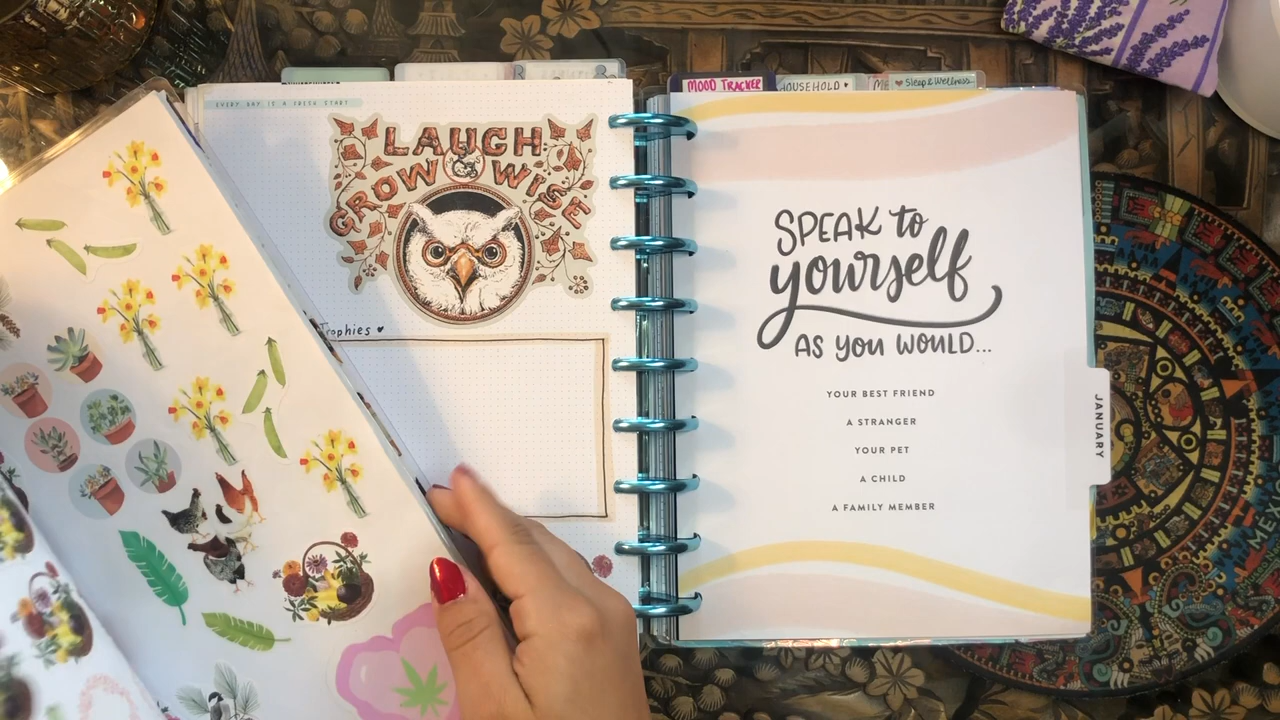 EVERY DAY IS A FRESH START
LAUGH
&
GROW WISE
Trophies
MOOD TRACKER
HOUSEHOLD
Sleep & Wellness
SPEAK to
yourself
AS you WOULD...
YOUR BEST FRIEND
A STRANGER
YOUR PET
A CHILD
A FAMILY MEMBER
JANUARY
MEXICO